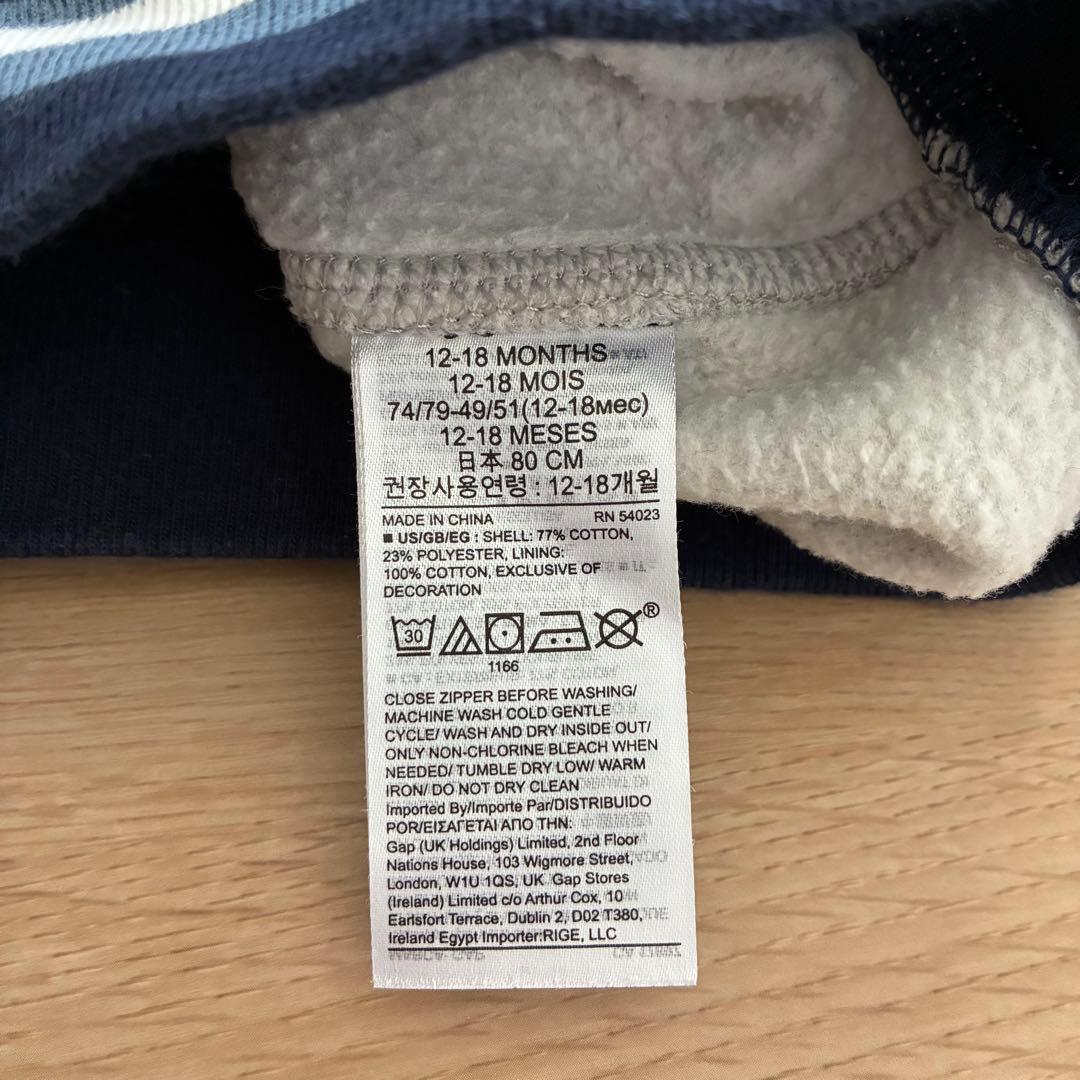 12-18 MONTHS
12-18 MOIS
74/79-49/51(12-18мес)
12-18 MESES
日本 80 CM
권장사용연령 : 12-18개월
MADE IN CHINA RN 54023
■ US/GB/EG : SHELL: 77% COTTON,
23% POLYESTER, LINING:
100% COTTON, EXCLUSIVE OF
DECORATION
30 ®
1166
CLOSE ZIPPER BEFORE WASHING/
MACHINE WASH COLD GENTLE
CYCLE/ WASH AND DRY INSIDE OUT/
ONLY NON-CHLORINE BLEACH WHEN
NEEDED/ TUMBLE DRY LOW/ WARM
IRON/ DO NOT DRY CLEAN
Imported By/Importe Par/DISTRIBUIDO
POR/ΕΙΣΑΓΕΤΑΙ ΑΠΟ ΤΗΝ:
Gap (UK Holdings) Limited, 2nd Floor
Nations House, 103 Wigmore Street,
London, W1U 1QS, UK Gap Stores
(Ireland) Limited c/o Arthur Cox, 10
Earlsfort Terrace, Dublin 2, D02 T380,
Ireland Egypt Importer:RIGE, LLC